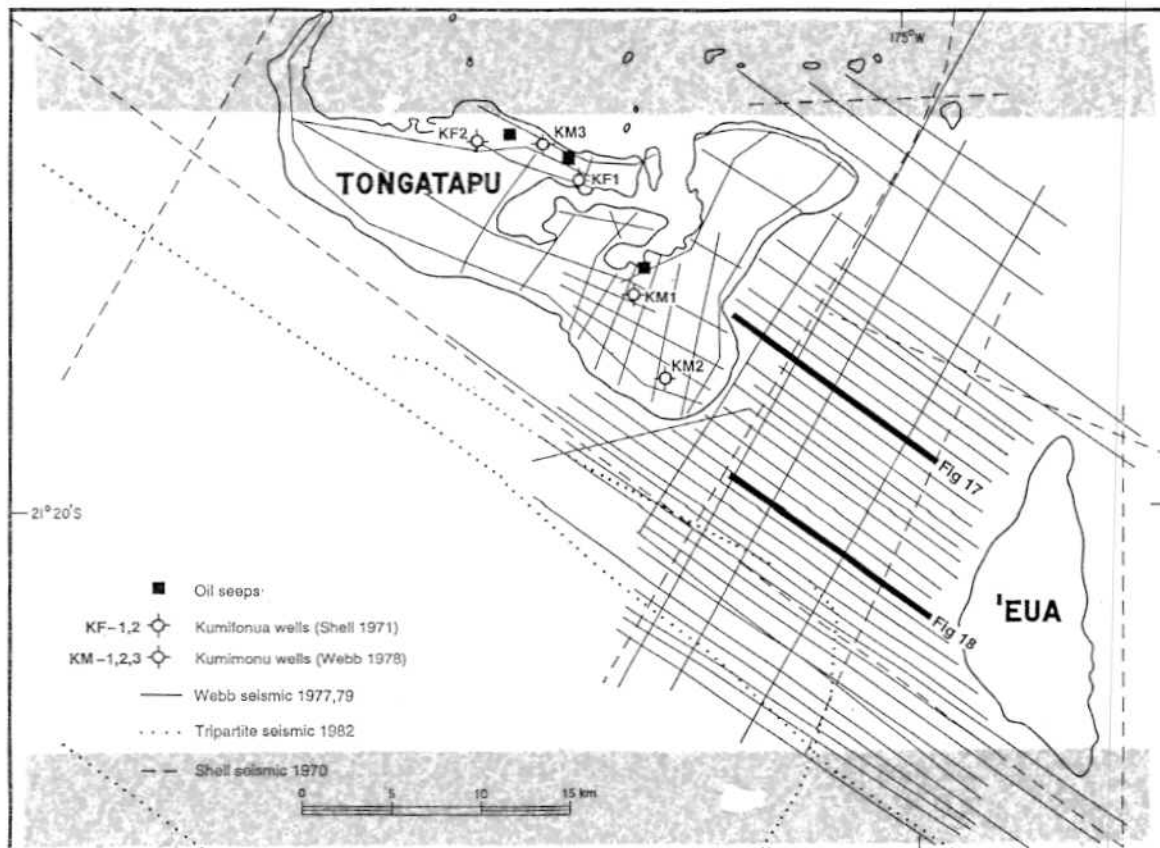 175°W
KM3
KF2
TONGATAPU
KF1
KM1
KM2
Fig 17
21°20'S
Oil seeps
'EUA
KF-1,2 Kumifonua wells (Shell 1971)
Fig 18
KM-1,2,3 Kumimonu wells (Webb 1978)
Webb seismic 1977,79
Tripartite seismic 1982
Shell seismic 1970
0 5 10 15 km